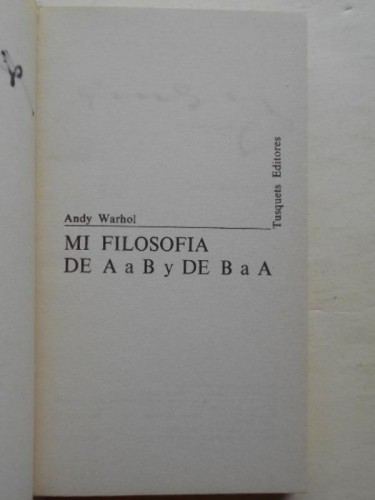 Andy Warhol
Tusquets Editores
MI FILOSOFIA
DE A a B y DE B a A